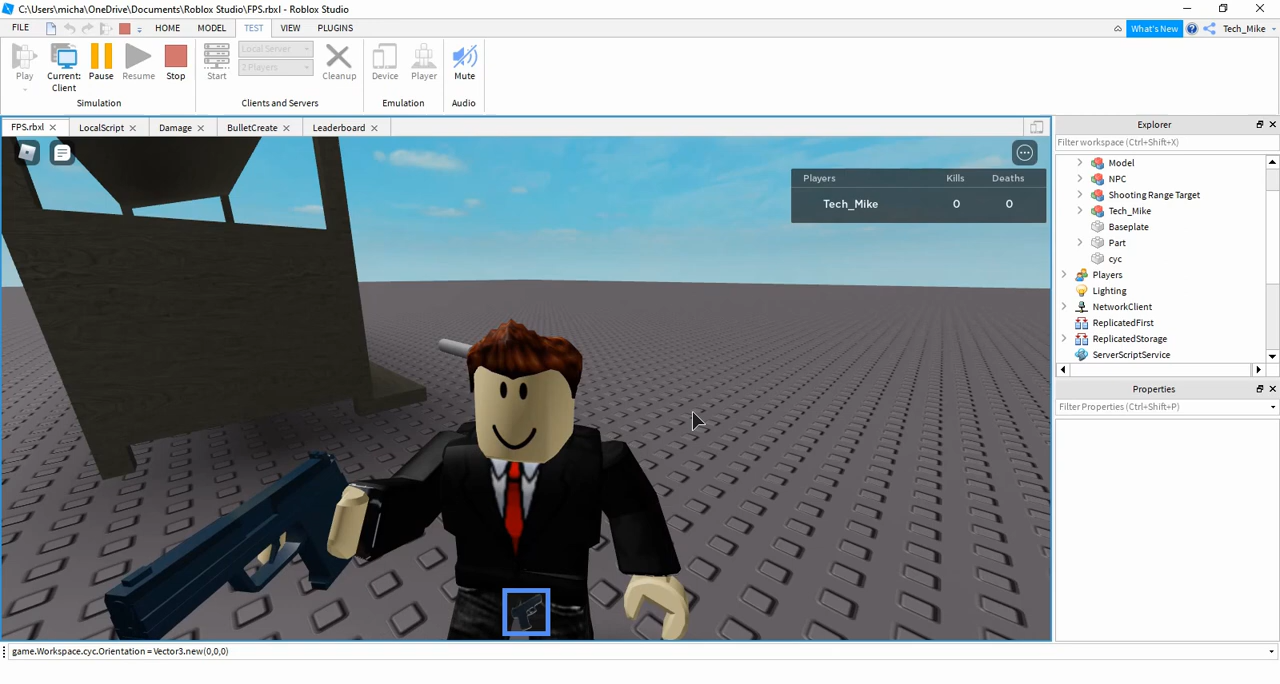 C:\Users\micha\OneDrive\Documents\Roblox Studio\FPS.rbxl - Roblox Studio
FILE HOME MODEL TEST VIEW PLUGINS What's New Tech_Mike
Play Current: Client Pause Resume Stop Start Local Server 2 Players Cleanup Device Player Mute
Simulation Clients and Servers Emulation Audio
FPS.rbxl LocalScript Damage BulletCreate Leaderboard
Players Kills Deaths
Tech_Mike 0 0
Explorer
Filter workspace (Ctrl+Shift+X)
Model
NPC
Shooting Range Target
Tech_Mike
Baseplate
Part
cyc
Players
Lighting
NetworkClient
ReplicatedFirst
ReplicatedStorage
ServerScriptService
Properties
Filter Properties (Ctrl+Shift+P)
game.Workspace.cyc.Orientation = Vector3.new(0,0,0)